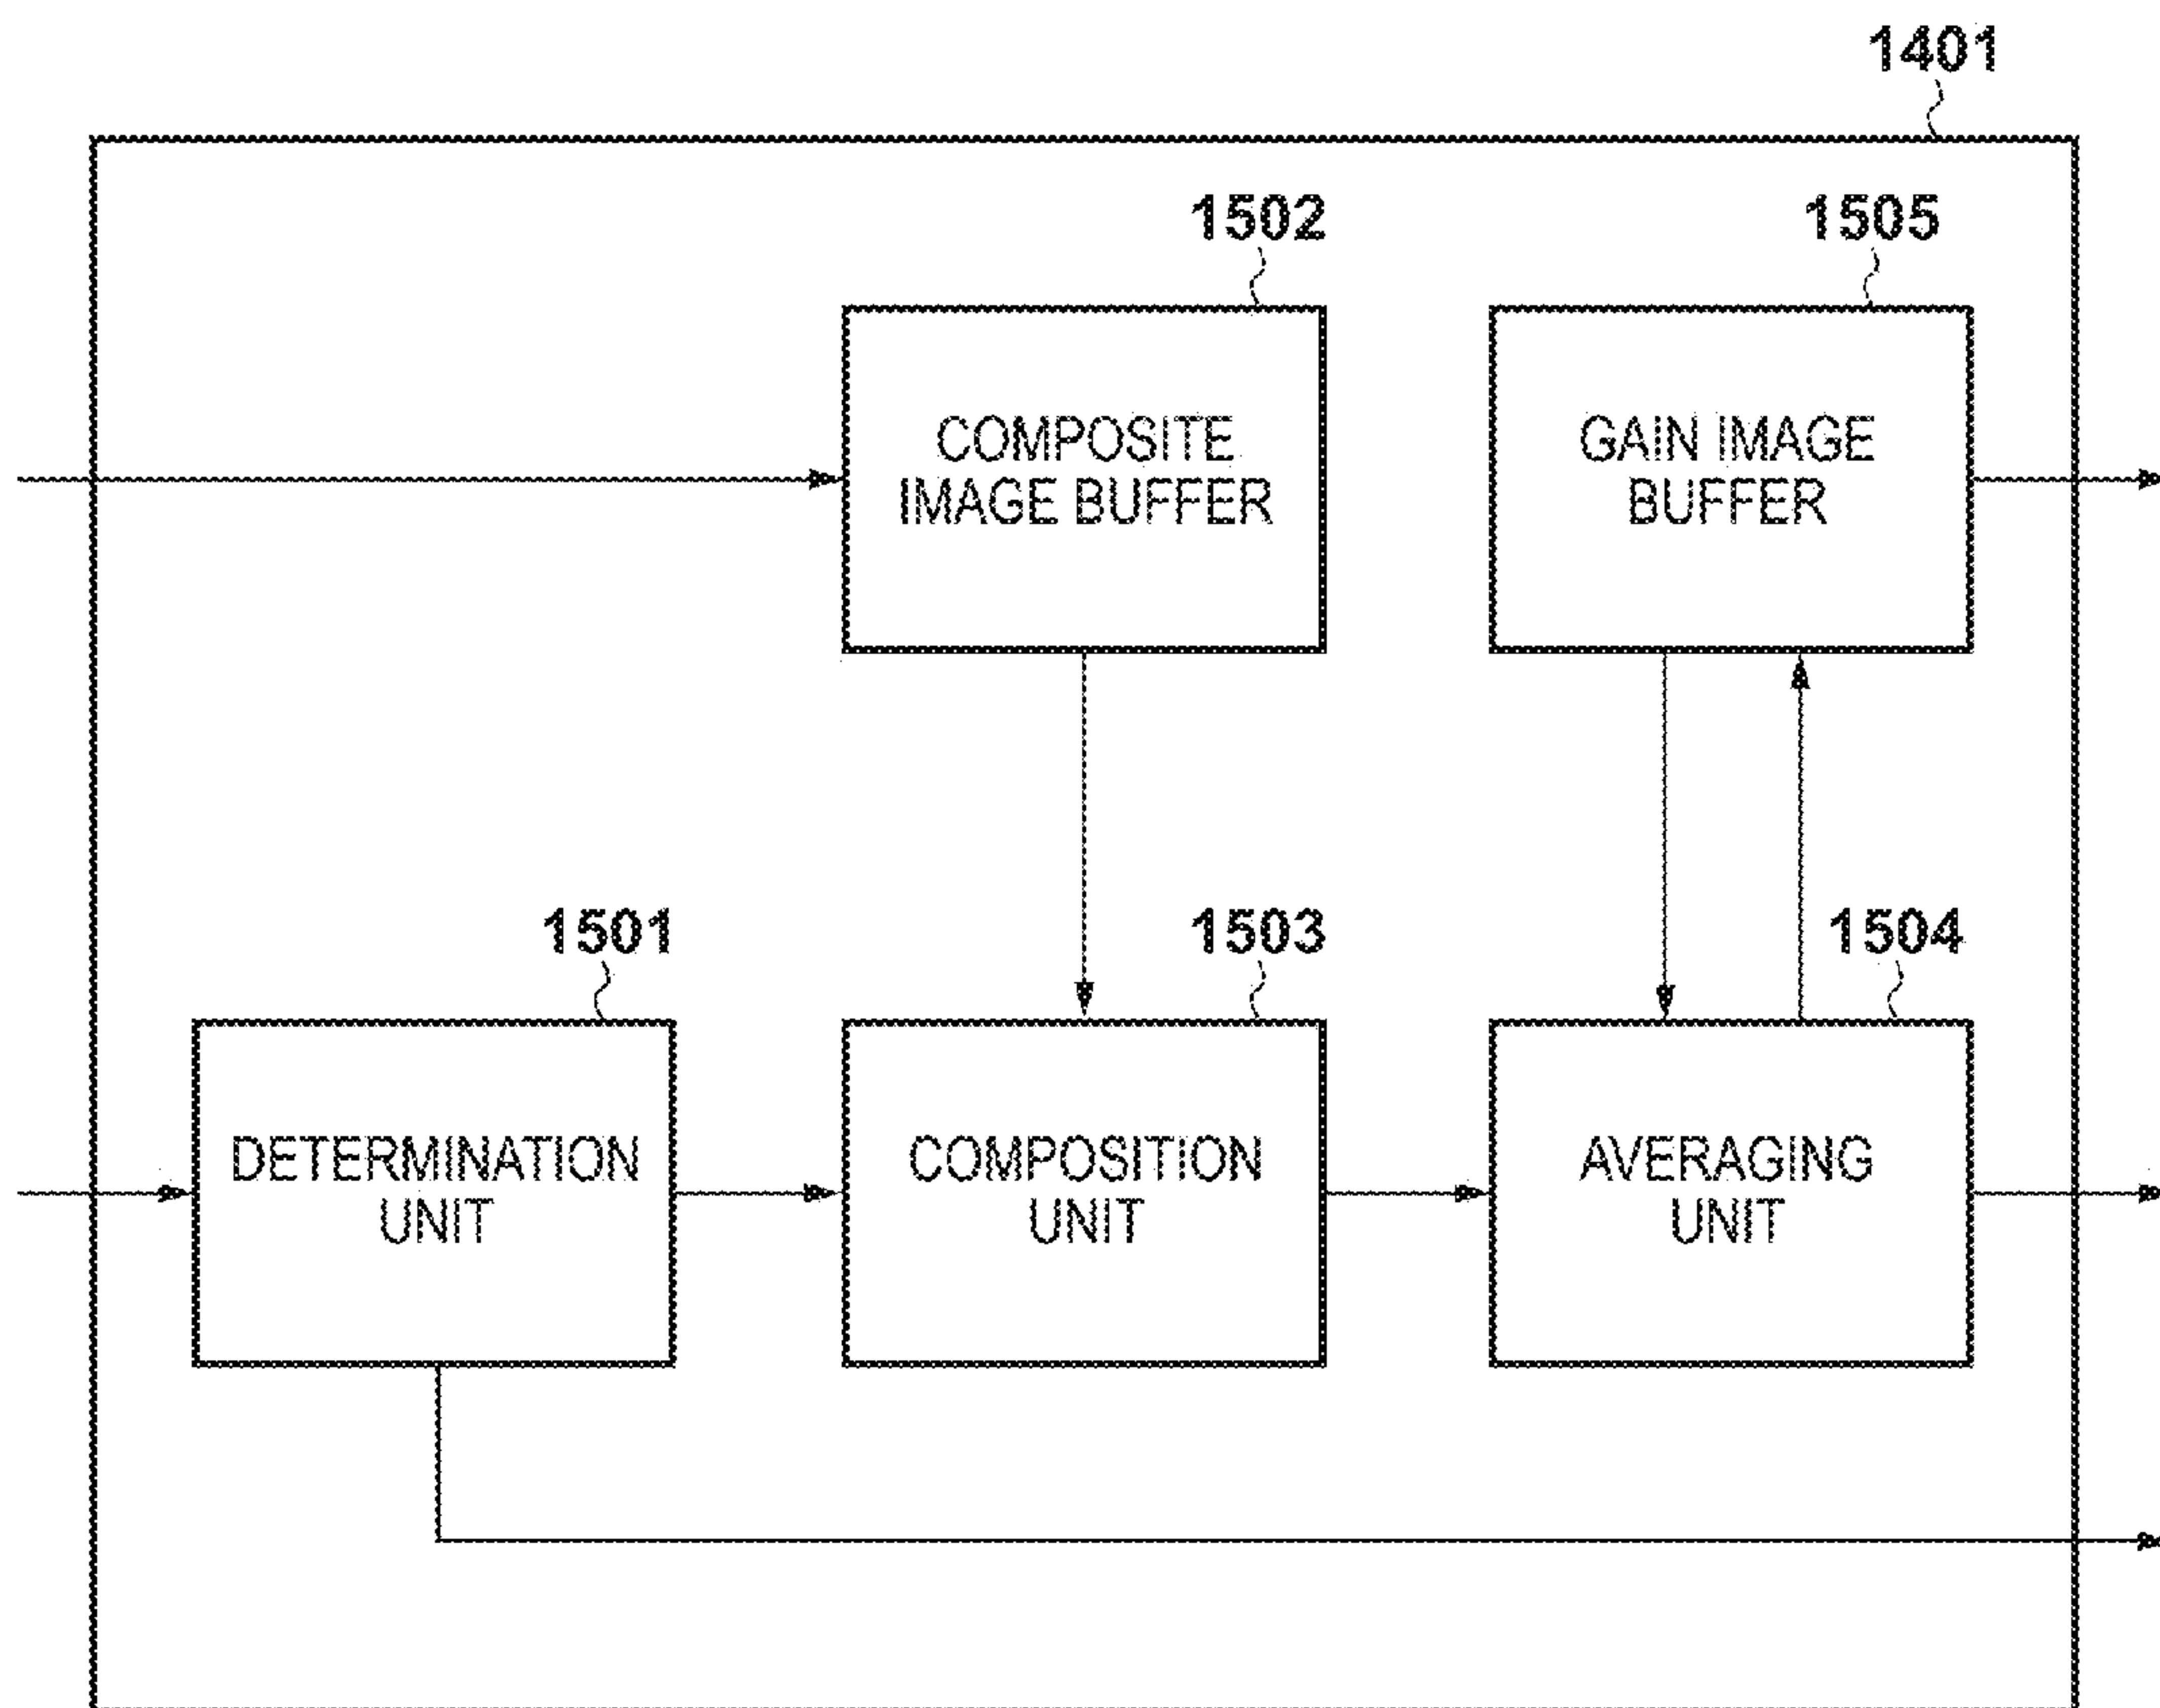 1401
1502
1505
COMPOSITE
IMAGE BUFFER
GAIN IMAGE
BUFFER
1501
1503
1504
DETERMINATION
UNIT
COMPOSITION
UNIT
AVERAGING
UNIT